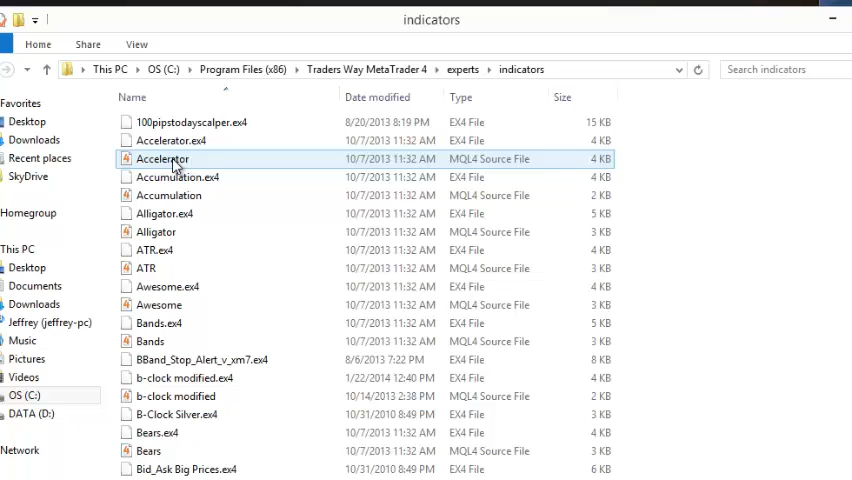 indicators
Home Share View
This PC OS (C:) Program Files (x86) Traders Way MetaTrader 4 experts indicators Search indicators
Name Date modified Type Size
Favorites
Desktop
Downloads
Recent places
SkyDrive
Homegroup
This PC
Desktop
Documents
Downloads
Jeffrey (jeffrey-pc)
Music
Pictures
Videos
OS (C:)
DATA (D:)
Network
100pipstodayscalper.ex4 8/20/2013 8:19 PM EX4 File 15 KB
Accelerator.ex4 10/7/2013 11:32 AM EX4 File 4 KB
Accelerator 10/7/2013 11:32 AM MQL4 Source File 4 KB
Accumulation.ex4 10/7/2013 11:32 AM EX4 File 4 KB
Accumulation 10/7/2013 11:32 AM MQL4 Source File 2 KB
Alligator.ex4 10/7/2013 11:32 AM EX4 File 5 KB
Alligator 10/7/2013 11:32 AM MQL4 Source File 3 KB
ATR.ex4 10/7/2013 11:32 AM EX4 File 4 KB
ATR 10/7/2013 11:32 AM MQL4 Source File 3 KB
Awesome.ex4 10/7/2013 11:32 AM EX4 File 4 KB
Awesome 10/7/2013 11:32 AM MQL4 Source File 3 KB
Bands.ex4 10/7/2013 11:32 AM EX4 File 5 KB
Bands 10/7/2013 11:32 AM MQL4 Source File 3 KB
BBand_Stop_Alert_v_xm7.ex4 8/6/2013 7:22 PM EX4 File 8 KB
b-clock modified.ex4 1/22/2014 12:40 PM EX4 File 4 KB
b-clock modified 10/14/2013 2:38 PM MQL4 Source File 2 KB
B-Clock Silver.ex4 10/31/2010 8:49 PM EX4 File 4 KB
Bears.ex4 10/7/2013 11:32 AM EX4 File 4 KB
Bears 10/7/2013 11:32 AM MQL4 Source File 3 KB
Bid_Ask Big Prices.ex4 10/31/2010 8:49 PM EX4 File 6 KB